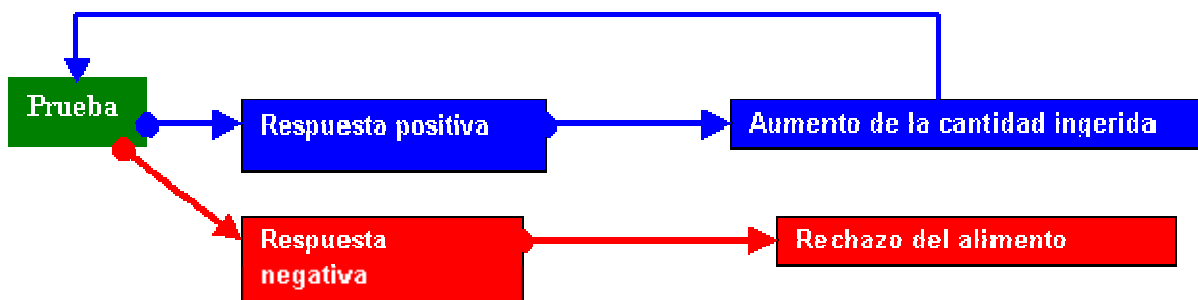 Prueba
Respuesta positiva
Aumento de la cantidad ingerida
Respuesta
negativa
Rechazo del alimento